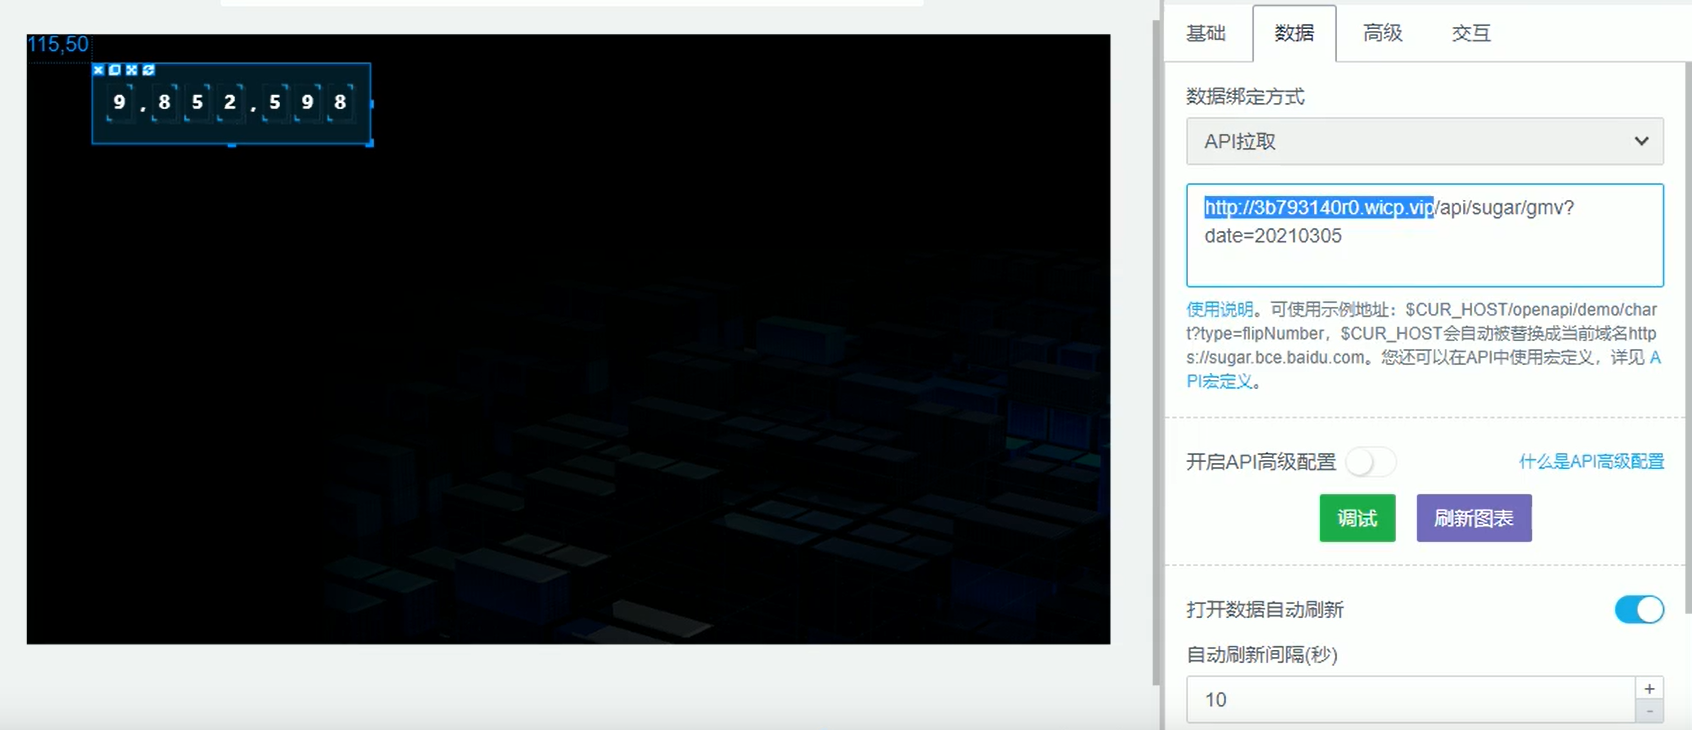 基础 数据 高级 交互
115,50
9,852,598
数据绑定方式
API拉取
http://3b793140r0.wicp.vip/api/sugar/gmv?
date=20210305
使用说明。可使用示例地址：$CUR_HOST/openapi/demo/char
t?type=flipNumber，$CUR_HOST会自动被替换成当前域名http
s://sugar.bce.baidu.com。您还可以在API中使用宏定义，详见 A
PI宏定义。
开启API高级配置 什么是API高级配置
调试 刷新图表
打开数据自动刷新
自动刷新间隔(秒)
10 + -